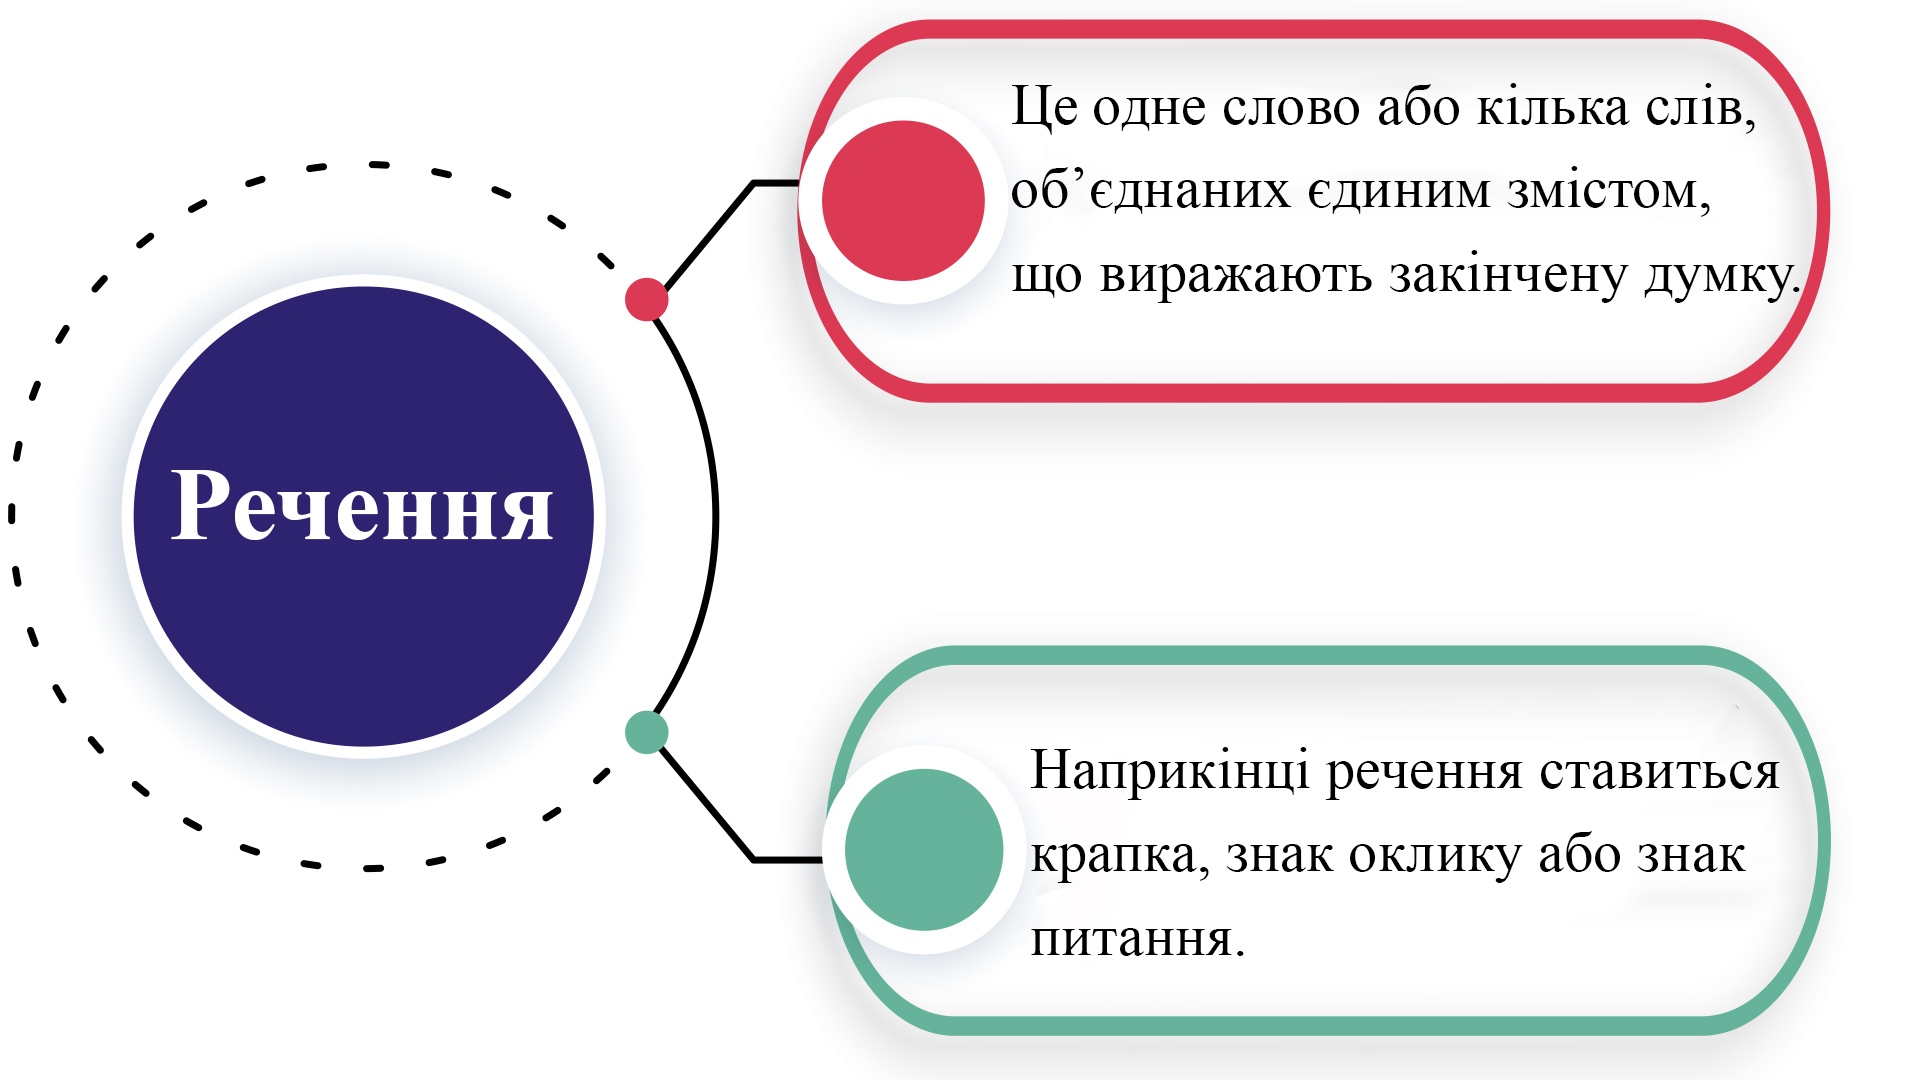 Речення
Це одне слово або кілька слів,
об’єднаних єдиним змістом,
що виражають закінчену думку.
Наприкінці речення ставиться
крапка, знак оклику або знак
питання.